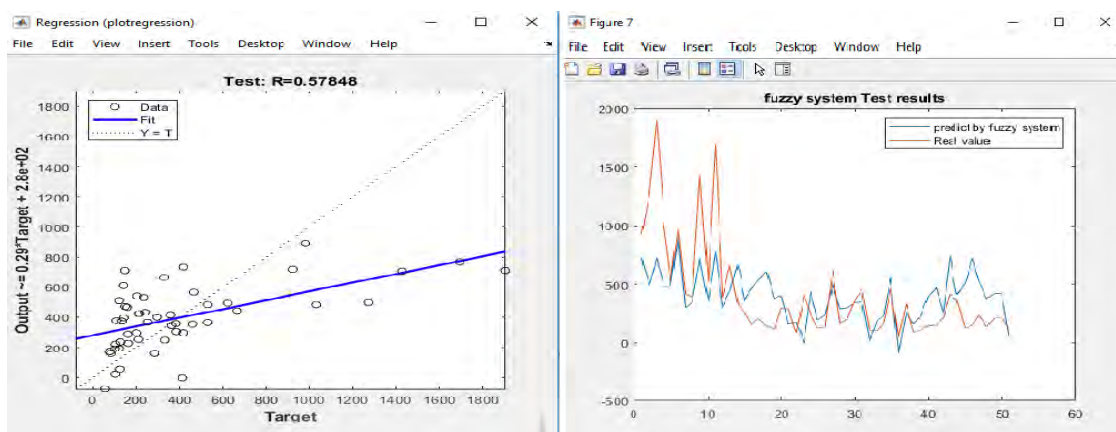 Regression (plotregression)
File Edit View Insert Tools Desktop Window Help
Test: R=0.57848
Data
Fit
Y = T
1800
1600
1400
1200
1000
800
600
400
200
0
Output ~= 0.29*Target + 2.8e+02
0 200 400 600 800 1000 1200 1400 1600 1800
Target
Figure 7
File Edit View Insert Tools Desktop Window Help
fuzzy system Test results
predict by fuzzy system
Real value
2000
1500
1000
500
0
-500
0 10 20 30 40 50 60